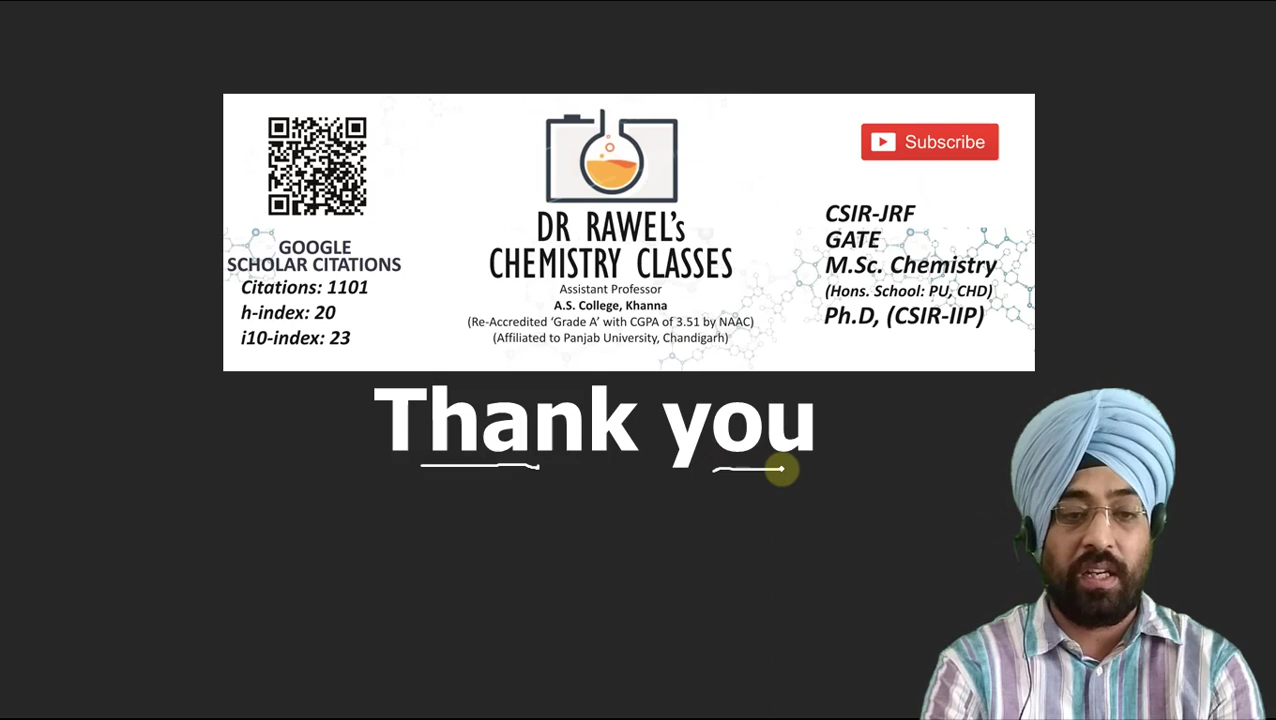 GOOGLE
SCHOLAR CITATIONS
Citations: 1101
h-index: 20
i10-index: 23
DR RAWEL's
CHEMISTRY CLASSES
Assistant Professor
A.S. College, Khanna
(Re-Accredited ‘Grade A’ with CGPA of 3.51 by NAAC)
(Affiliated to Panjab University, Chandigarh)
Subscribe
CSIR-JRF
GATE
M.Sc. Chemistry
(Hons. School: PU, CHD)
Ph.D, (CSIR-IIP)
Thank you